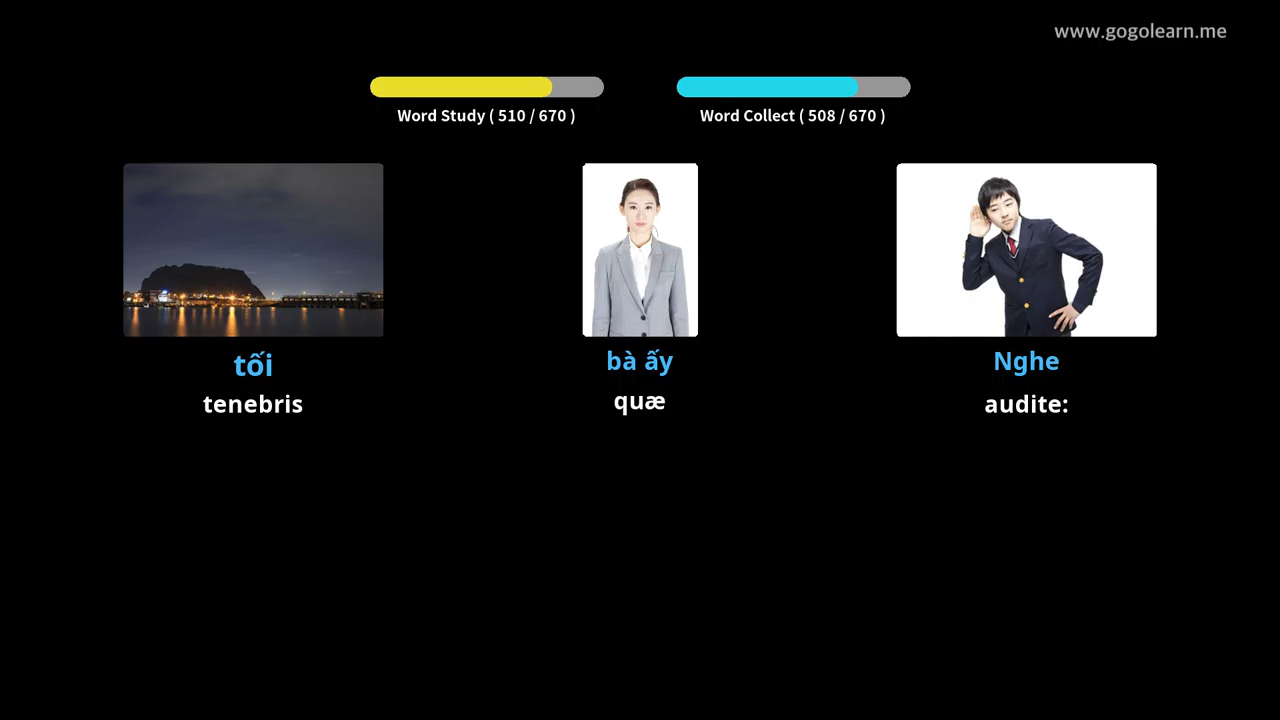 www.gogolearn.me
Word Study ( 510 / 670 )
Word Collect ( 508 / 670 )
tối
bà ấy
Nghe
tenebris
quæ
audite: